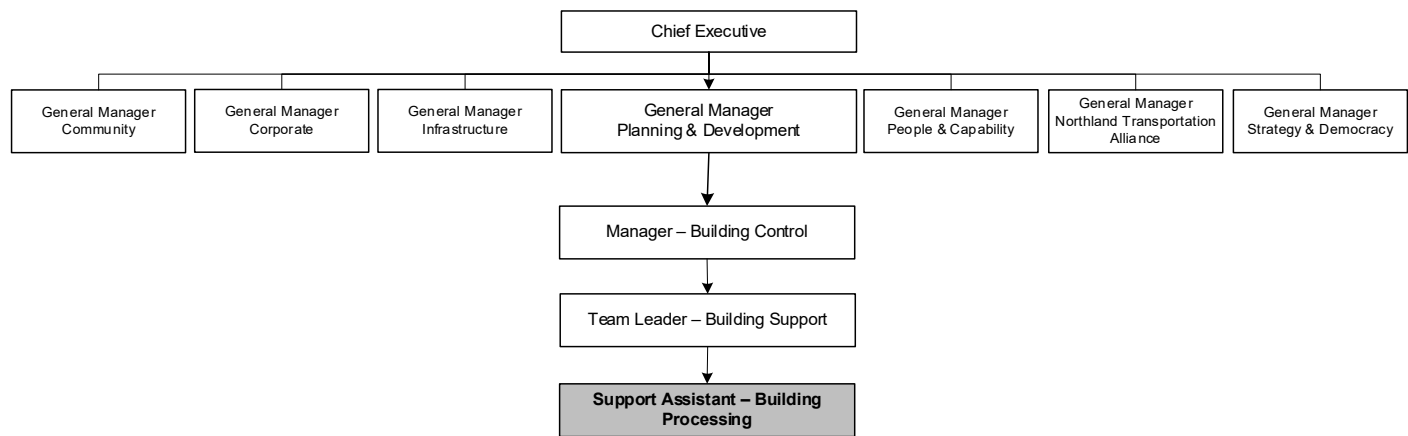 Chief Executive
General Manager
Community
General Manager
Corporate
General Manager
Infrastructure
General Manager
Planning & Development
General Manager
People & Capability
General Manager
Northland Transportation
Alliance
General Manager
Strategy & Democracy
Manager – Building Control
Team Leader – Building Support
Support Assistant – Building
Processing